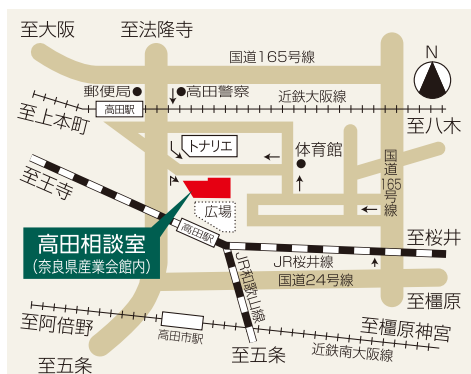 至大阪
至法隆寺
国道165号線
N
郵便局
高田警察
高田駅
近鉄大阪線
至上本町
至八木
トナリエ
体育館
国道165号線
至王寺
広場
高田駅
高田相談室
(奈良県産業会館内)
至桜井
JR桜井線
JR和歌山線
国道24号線
至橿原
至阿倍野
高田市駅
至橿原神宮
近鉄南大阪線
至五条
至五条